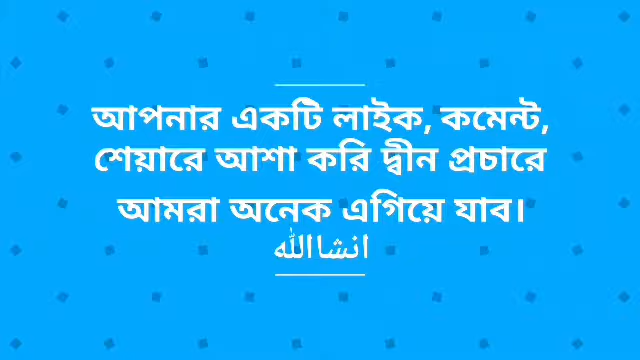 আপনার একটি লাইক, কমেন্ট,
শেয়ারে আশা করি দ্বীন প্রচারে
আমরা অনেক এগিয়ে যাব।
انشاالله